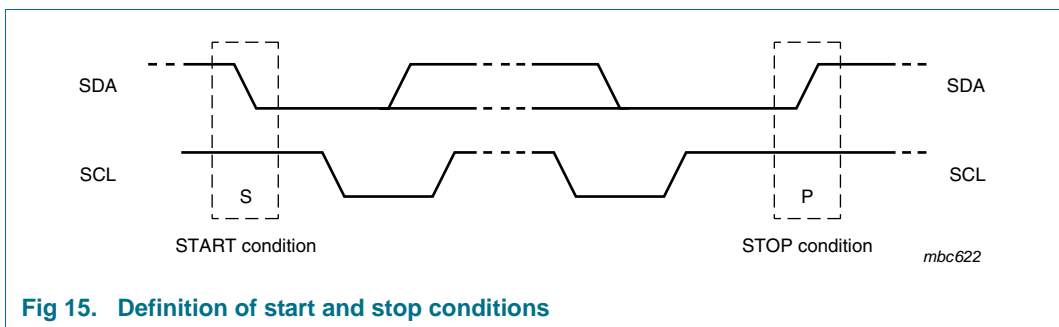 SDA
SDA
SCL
SCL
S
P
START condition
STOP condition
mbc622
Fig 15. Definition of start and stop conditions